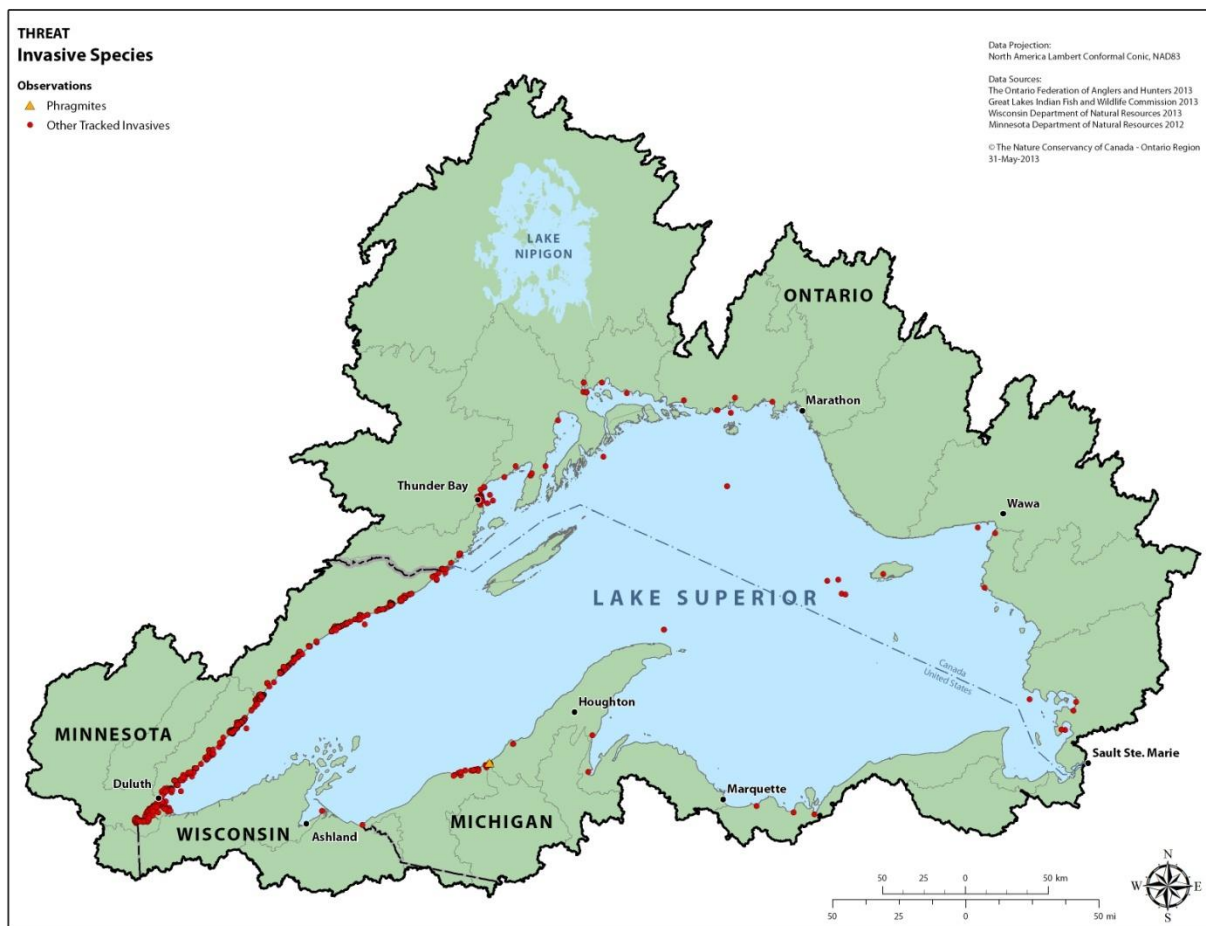 THREAT
Invasive Species
Observations
Phragmites
Other Tracked Invasives
Data Projection:
North America Lambert Conformal Conic, NAD83
Data Sources:
The Ontario Federation of Anglers and Hunters 2013
Great Lakes Indian Fish and Wildlife Commission 2013
Wisconsin Department of Natural Resources 2013
Minnesota Department of Natural Resources 2012
© The Nature Conservancy of Canada - Ontario Region
31-May-2013
LAKE
NIPIGON
ONTARIO
Marathon
Thunder Bay
Wawa
LAKE SUPERIOR
Canada
United States
Houghton
MINNESOTA
Sault Ste. Marie
Duluth
Marquette
MICHIGAN
WISCONSIN
Ashland
50 25 0 50 km
50 25 0 50 mi
N
W E
S